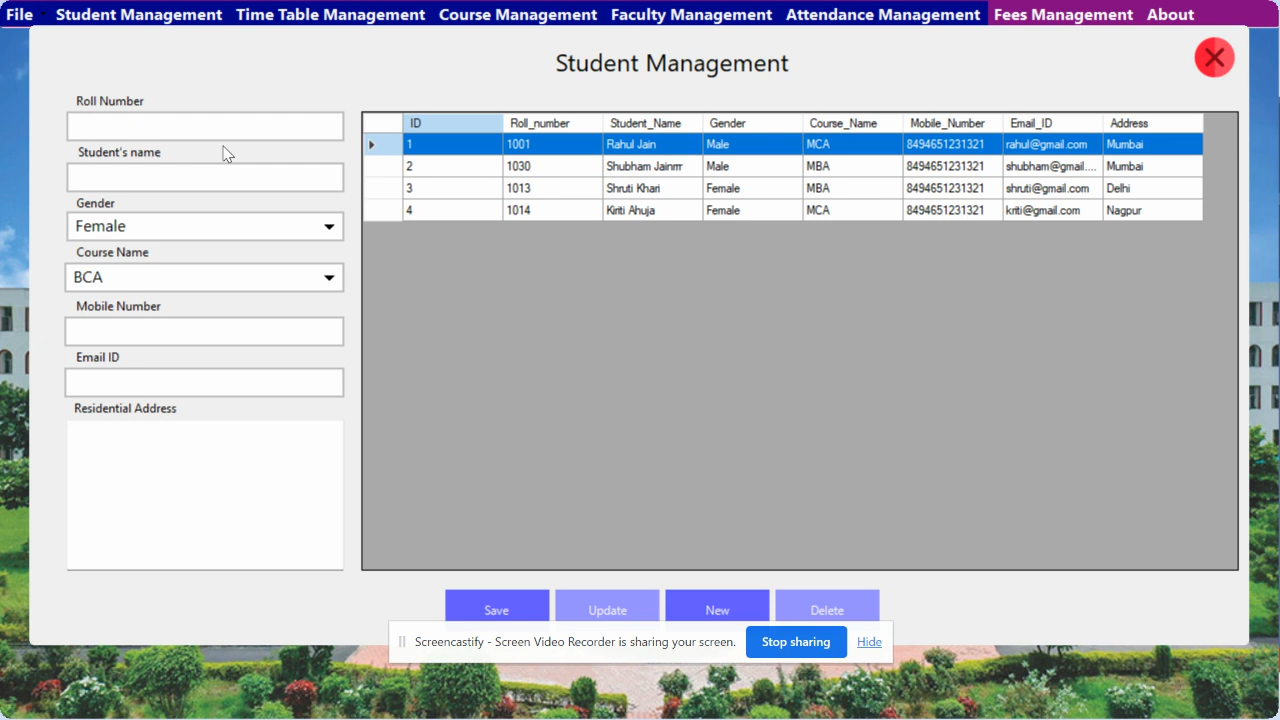 File Student Management Time Table Management Course Management Faculty Management Attendance Management Fees Management About
Student Management
Roll Number
Student's name
Gender
Female
Course Name
BCA
Mobile Number
Email ID
Residential Address
ID Roll_number Student_Name Gender Course_Name Mobile_Number Email_ID Address
1 1001 Rahul Jain Male MCA 8494651231321 rahul@gmail.com Mumbai
2 1030 Shubham Jainrrr Male MBA 8494651231321 shubham@gmail.... Mumbai
3 1013 Shruti Khari Female MBA 8494651231321 shruti@gmail.com Delhi
4 1014 Kiriti Ahuja Female MCA 8494651231321 kriti@gmail.com Nagpur
Save Update New Delete
Screencastify - Screen Video Recorder is sharing your screen. Stop sharing Hide